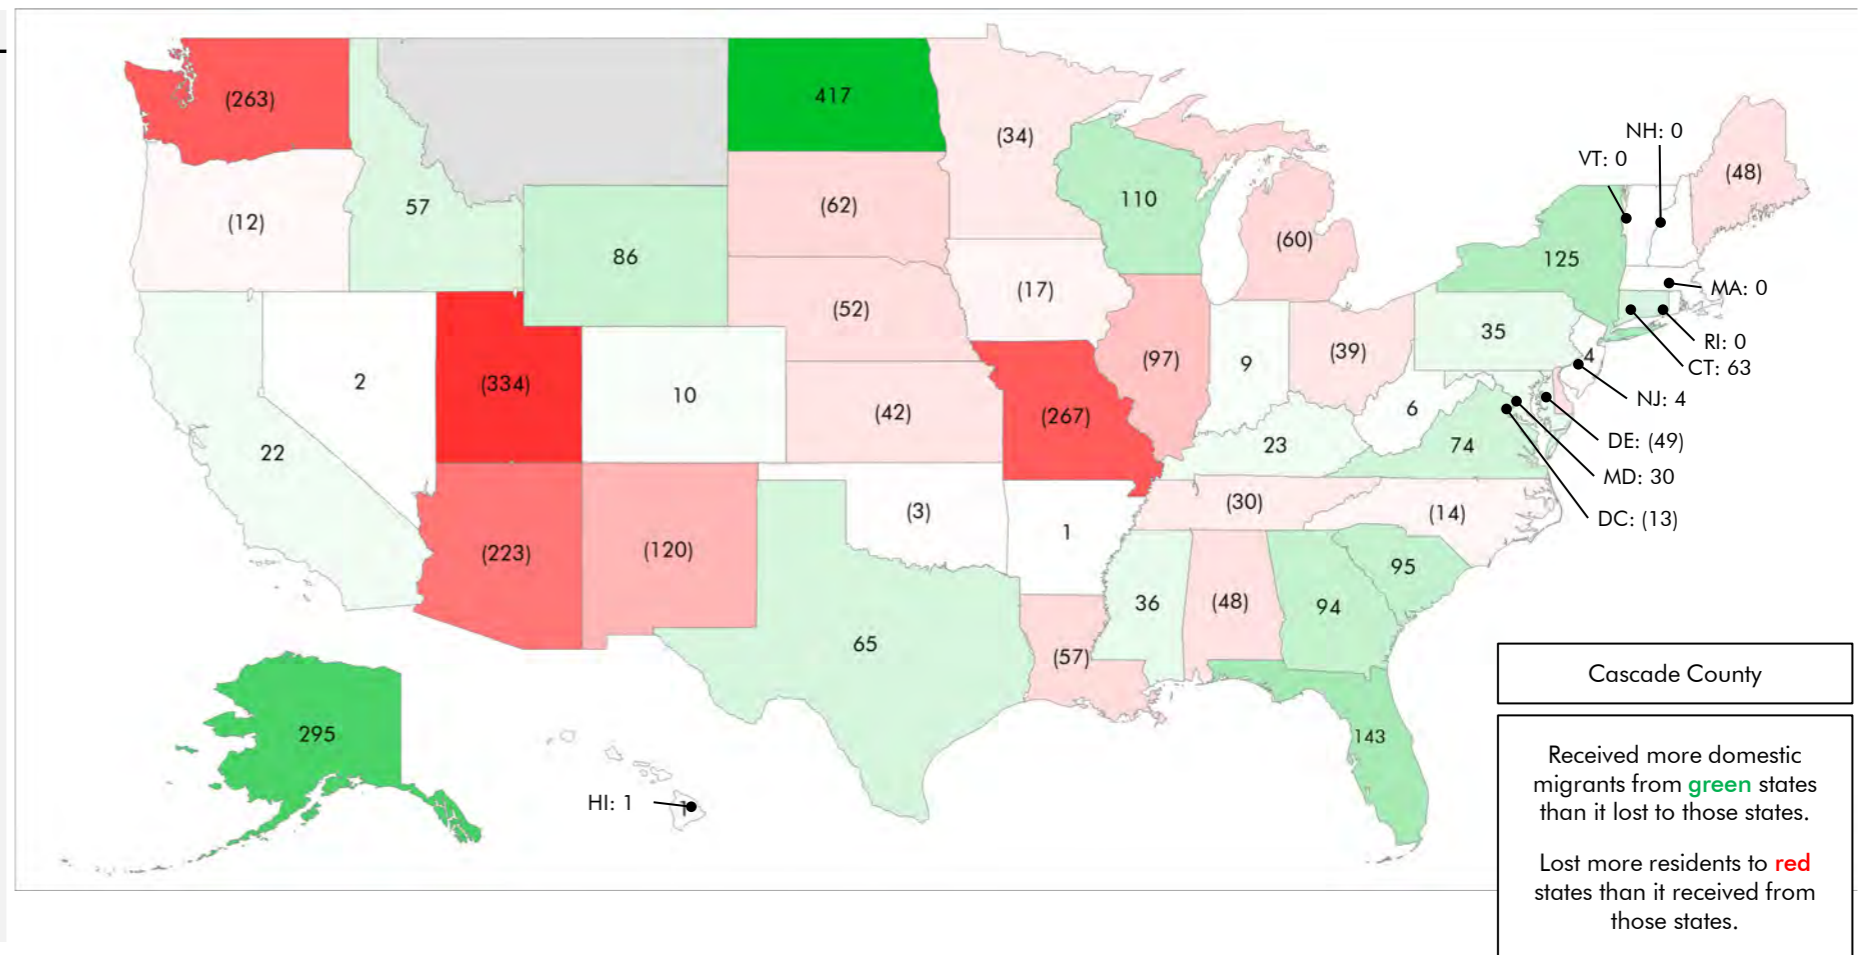 NH: 0
VT: 0
(263)
417
(34)
(48)
57
(12)
(62)
110
(60)
86
125
(17)
MA: 0
(52)
35
RI: 0
4
CT: 63
(334)
2
10
(97)
9
(39)
(42)
(267)
6
NJ: 4
22
23
74
DE: (49)
MD: 30
(3)
(30)
(14)
DC: (13)
1
(223)
(120)
95
36
(48)
94
65
(57)
295
143
HI: 1
1
Cascade County
Received more domestic
migrants from green states
than it lost to those states.
Lost more residents to red
states than it received from
those states.